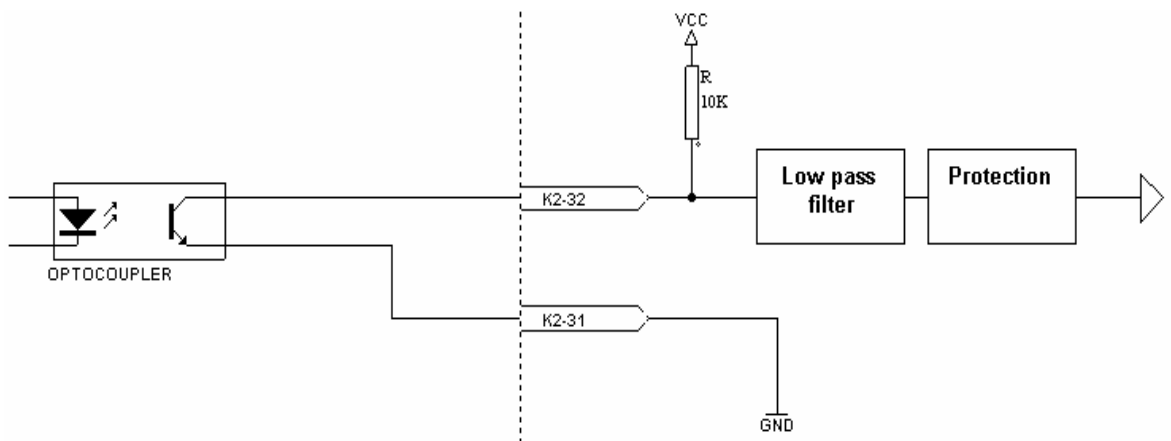 VCC
R
10K
K2-32
Low pass
filter
Protection
OPTOCOUPLER
K2-31
GND